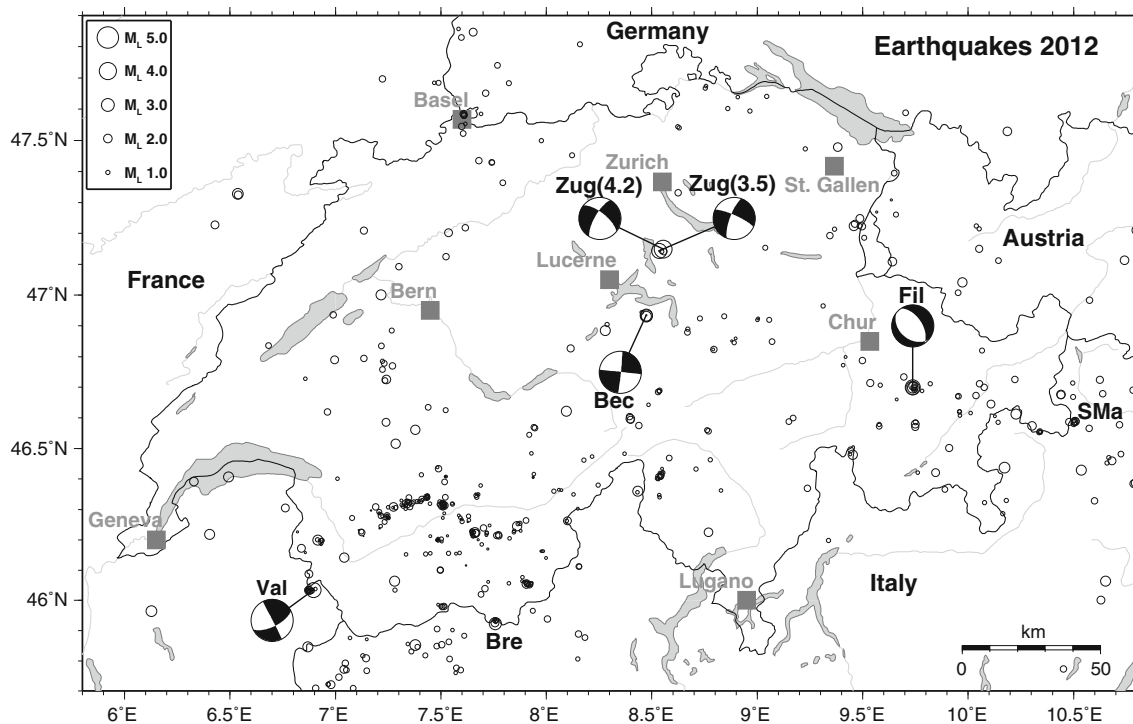 M_L 5.0
M_L 4.0
M_L 3.0
M_L 2.0
M_L 1.0
Germany
Earthquakes 2012
Basel
Zurich
St. Gallen
Zug(4.2)
Zug(3.5)
Austria
France
Lucerne
Bern
Fil
Chur
Bec
SMa
Geneva
Val
Lugano
Italy
Bre
km
0
50
47.5°N
47°N
46.5°N
46°N
6°E
6.5°E
7°E
7.5°E
8°E
8.5°E
9°E
9.5°E
10°E
10.5°E